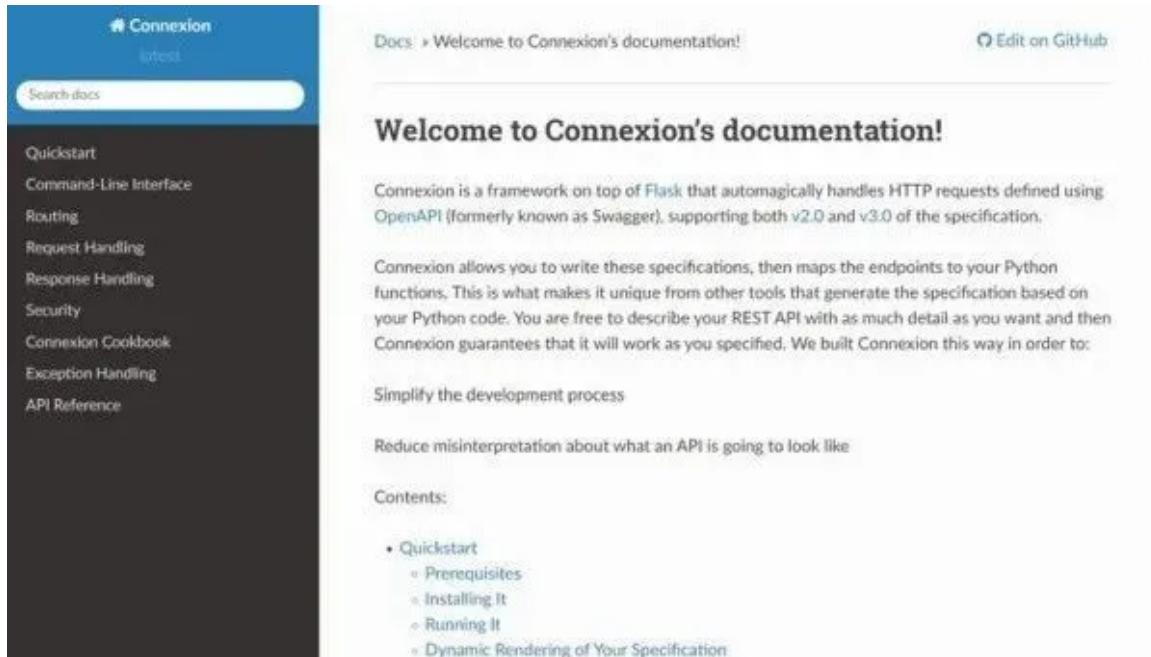 Connexion
latest
Search docs
Quickstart
Command-Line Interface
Routing
Request Handling
Response Handling
Security
Connexion Cookbook
Exception Handling
API Reference
Docs » Welcome to Connexion's documentation!
Edit on GitHub
Welcome to Connexion's documentation!
Connexion is a framework on top of Flask that automagically handles HTTP requests defined using
OpenAPI (formerly known as Swagger), supporting both v2.0 and v3.0 of the specification.
Connexion allows you to write these specifications, then maps the endpoints to your Python
functions. This is what makes it unique from other tools that generate the specification based on
your Python code. You are free to describe your REST API with as much detail as you want and then
Connexion guarantees that it will work as you specified. We built Connexion this way in order to:
Simplify the development process
Reduce misinterpretation about what an API is going to look like
Contents:
• Quickstart
◦ Prerequisites
◦ Installing It
◦ Running It
◦ Dynamic Rendering of Your Specification